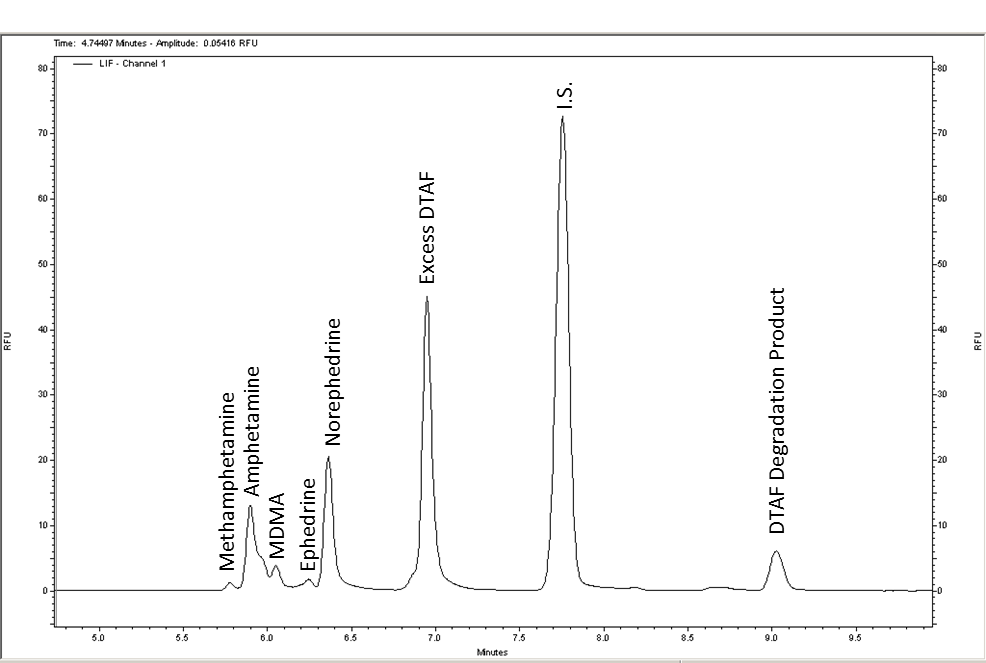 Time: 4.74497 Minutes - Amplitude: 0.05416 RFU
LIF - Channel 1
80
70
60
50
40
30
20
10
0
RFU
Methamphetamine
Amphetamine
MDMA
Ephedrine
Norephedrine
Excess DTAF
I.S.
DTAF Degradation Product
80
70
60
50
40
30
20
10
0
RFU
5.0 5.5 6.0 6.5 7.0 7.5 8.0 8.5 9.0 9.5
Minutes